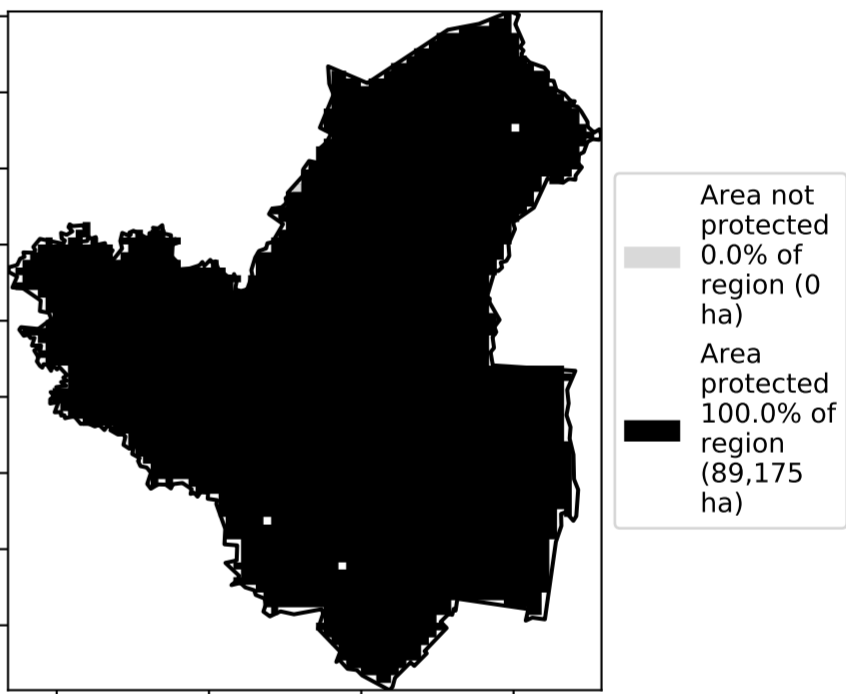 Area not
protected
0.0% of
region (0
ha)
Area
protected
100.0% of
region
(89,175
ha)